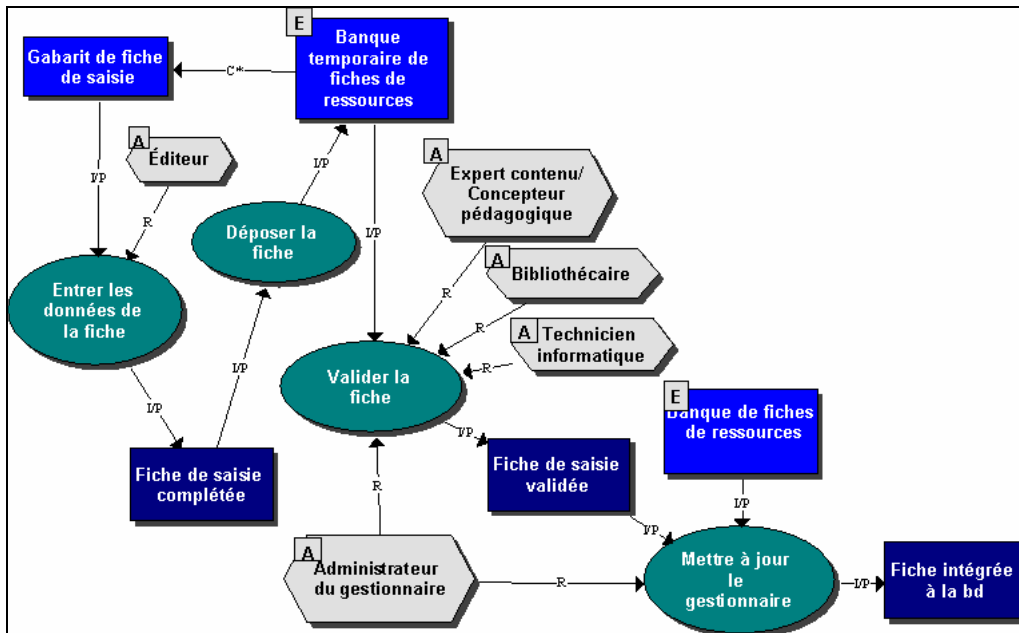 E
Banque
temporaire de
fiches de
ressources
Gabarit de fiche
de saisie
C*
I/P
A
Éditeur
R
I/P
A
Expert contenu/
Concepteur
pédagogique
Déposer la
fiche
I/P
A
Bibliothécaire
R
Entrer les
données de
la fiche
R
A
Technicien
informatique
R
I/P
Valider la
fiche
I/P
E
Banque de fiches
de ressources
I/P
Fiche de saisie
complétée
Fiche de saisie
validée
R
I/P
I/P
A
Administrateur
du gestionnaire
R
Mettre à jour
le
gestionnaire
I/P
Fiche intégrée
à la bd